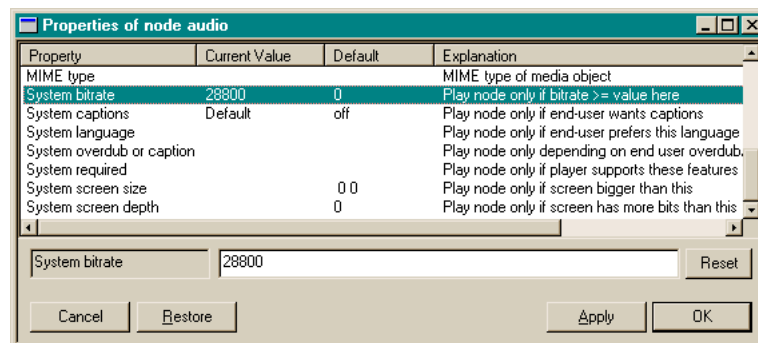 Properties of node audio
Property Current Value Default Explanation
MIME type MIME type of media object
System bitrate 28800 0 Play node only if bitrate >= value here
System captions Default off Play node only if end-user wants captions
System language Play node only if end-user prefers this language
System overdub or caption Play node only depending on end user overdub.
System required Play node only if player supports these features
System screen size 0 0 Play node only if screen bigger than this
System screen depth 0 Play node only if screen has more bits than this
System bitrate 28800 Reset
Cancel Restore Apply OK